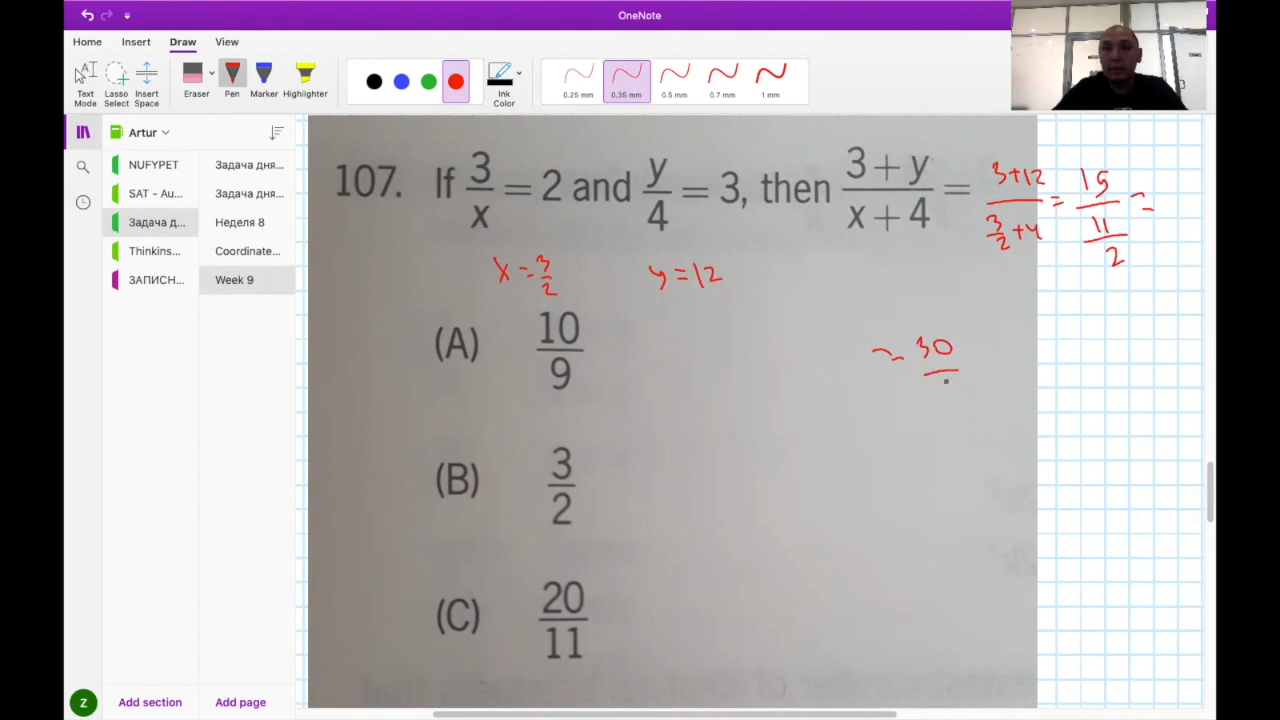 OneNote
Home Insert Draw View
Text Mode Lasso Select Insert Space Eraser Pen Marker Highlighter Ink Color 0.25 mm 0.35 mm 0.5 mm 0.7 mm 1 mm
Artur
NUFYPET
SAT - Au...
Задача д...
Thinkins...
ЗАПИСН...
Задача дня...
Задача дня...
Неделя 8
Coordinate...
Week 9
107. If 3/x = 2 and y/4 = 3, then (3+y)/(x+4) = (3+12)/(3/2+4) = 15/(11/2) =
x = 3/2 y = 12
(A) 10/9
= 30
(B) 3/2
(C) 20/11
Z Add section Add page